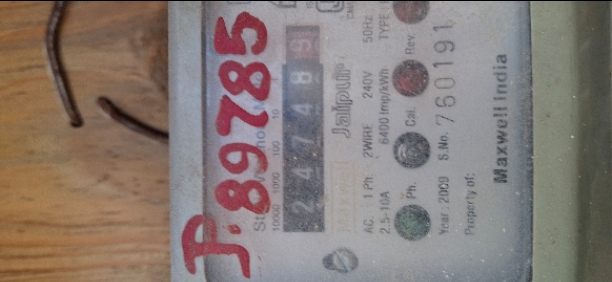 P. 89785
10000 1000 100 10
2 4 7 4 8 9
Maxwell Jaipur
AC. 1 Ph. 2WIRE 240V 50Hz
2.5-10A 6400 Imp/kWh TYPE
Ph. Cal. Rev.
Year: 2009 S.No. 760191
Property of:
Maxwell India